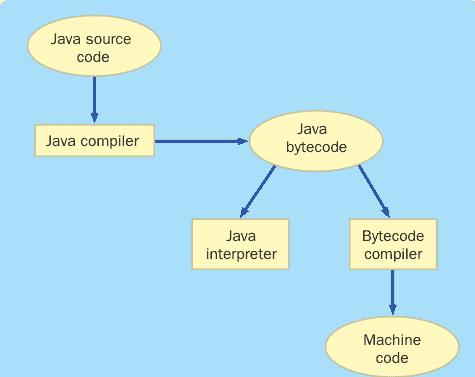 Java source
code
Java compiler
Java
bytecode
Java
interpreter
Bytecode
compiler
Machine
code